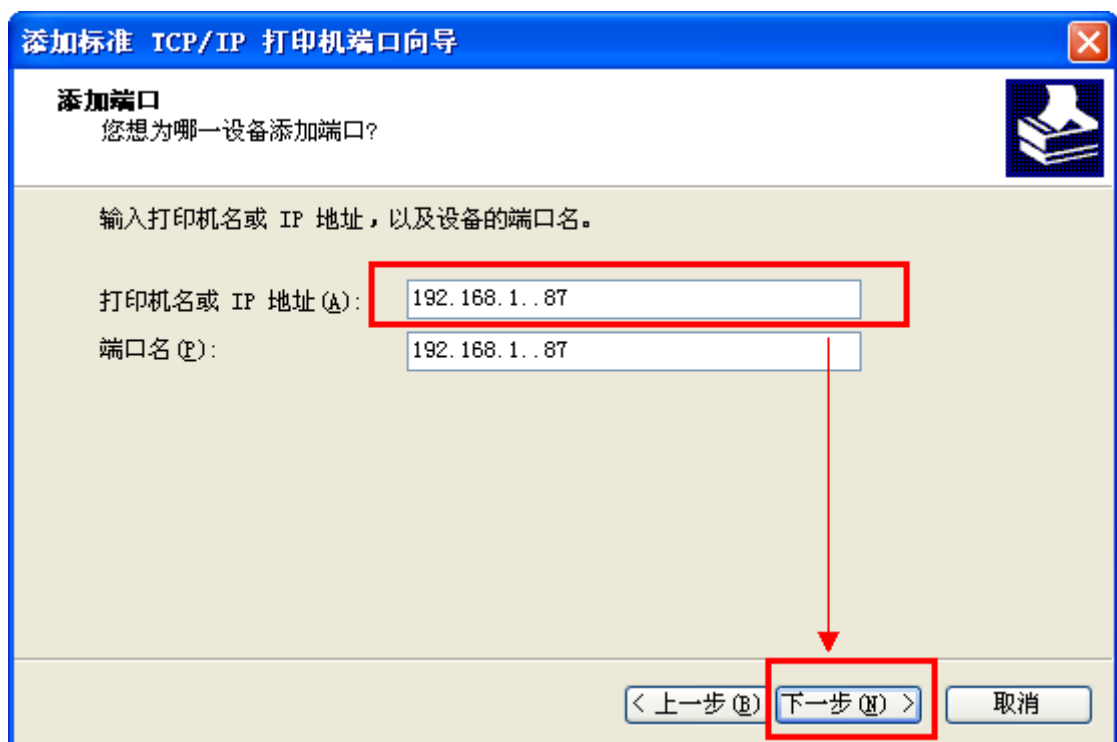 添加标准 TCP/IP 打印机端口向导
添加端口
您想为哪一设备添加端口?
输入打印机名或 IP 地址，以及设备的端口名。
打印机名或 IP 地址(A): 192.168.1..87
端口名(P): 192.168.1..87
< 上一步(B) 下一步(N) > 取消